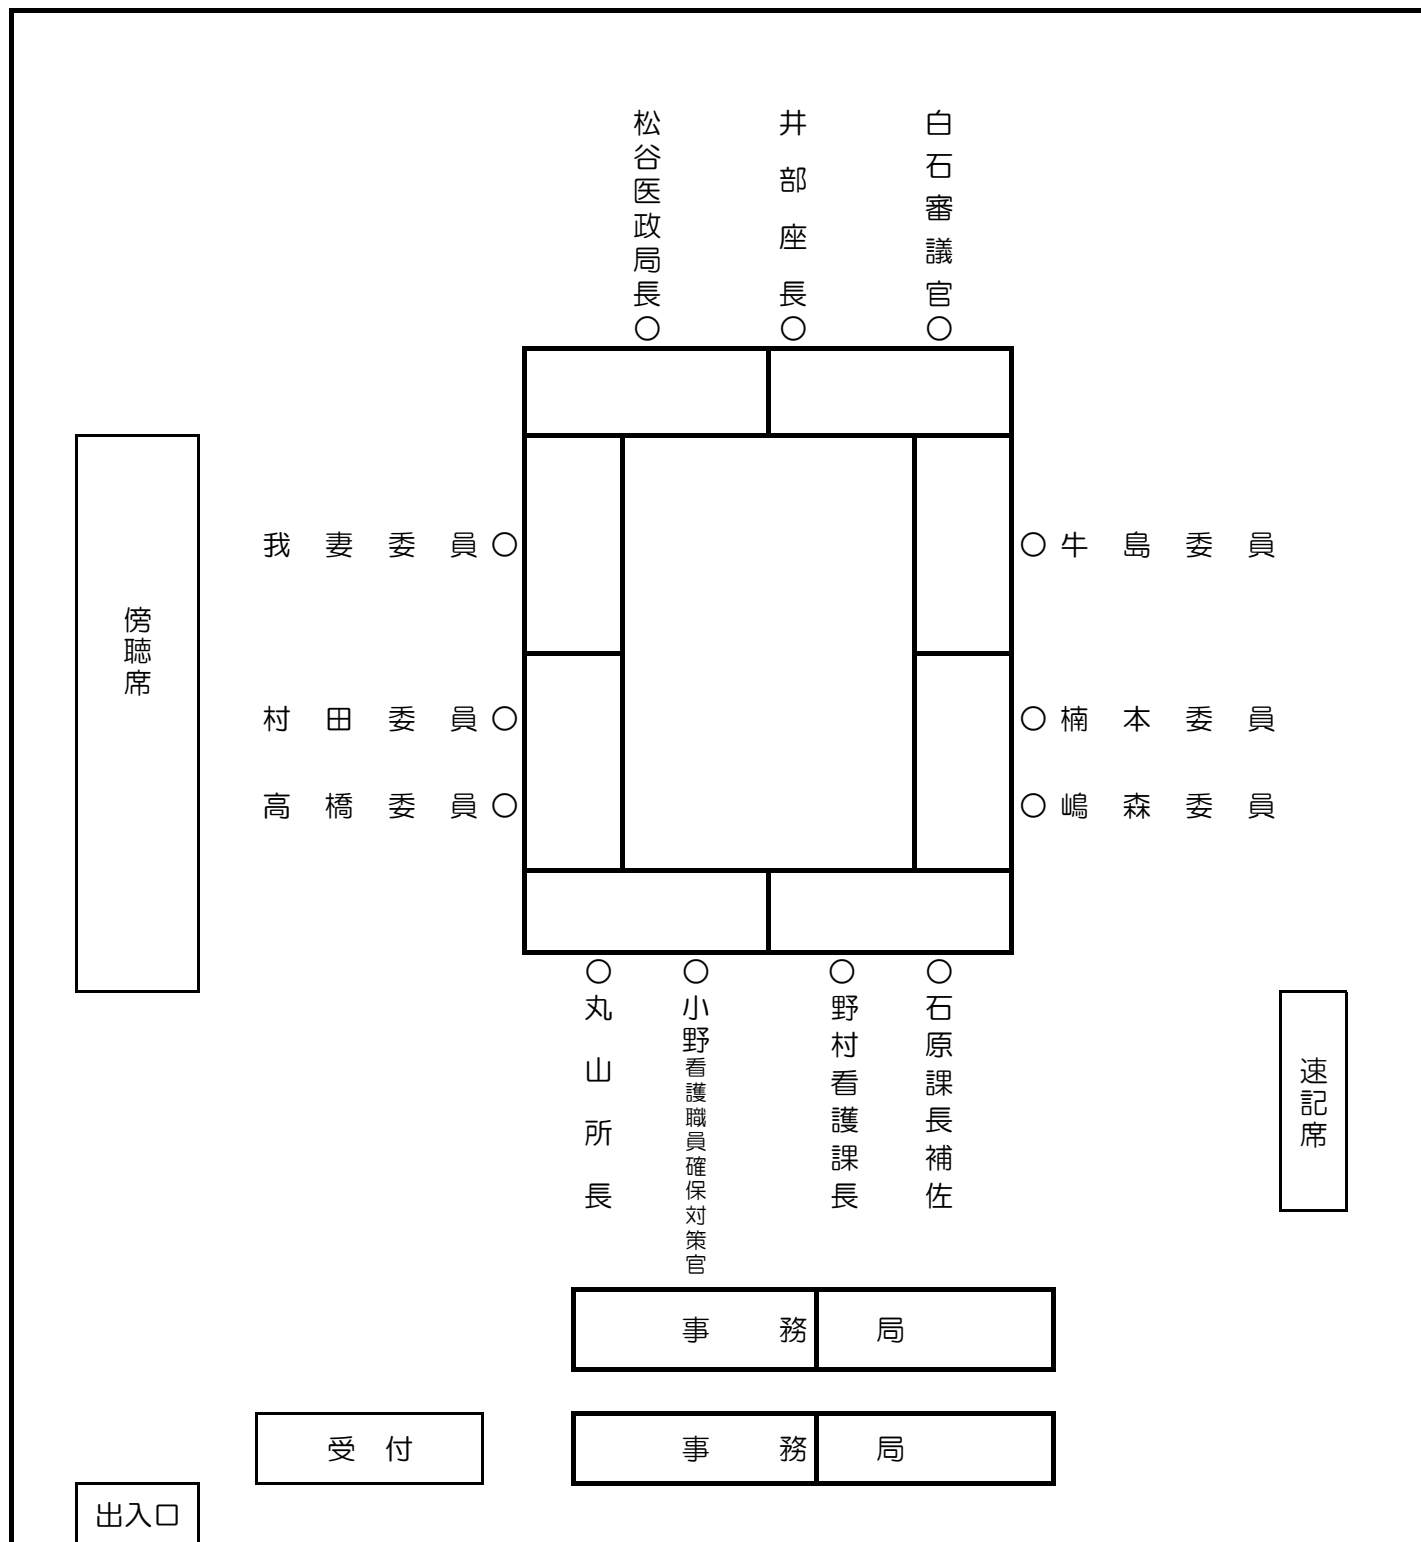 松谷医政局長○
井部座長○
白石審議官○
我妻委員○
○牛島委員
傍聴席
村田委員○
○楠本委員
高橋委員○
○嶋森委員
○丸山所長
○小野看護職員確保対策官
○野村看護課長
○石原課長補佐
速記席
事務局
受付
事務局
出入口